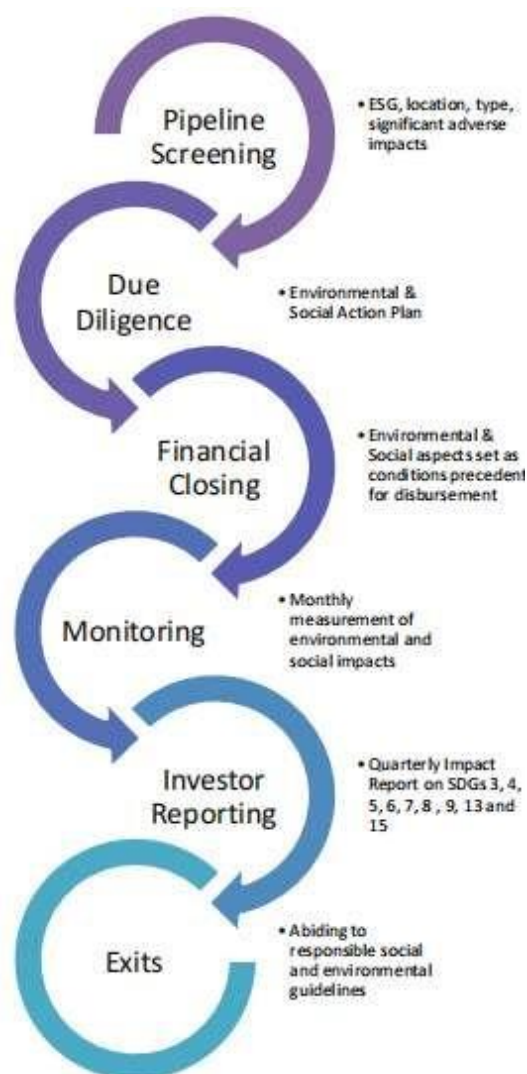 Pipeline
Screening
• ESG, location, type,
significant adverse
impacts
Due
Diligence
• Environmental &
Social Action Plan
Financial
Closing
• Environmental &
Social aspects set as
conditions precedent
for disbursement
Monitoring
• Monthly
measurement of
environmental and
social impacts
Investor
Reporting
• Quarterly Impact
Report on SDGs 3, 4,
5, 6, 7, 8 , 9, 13 and
15
Exits
• Abiding to
responsible social
and environmental
guidelines